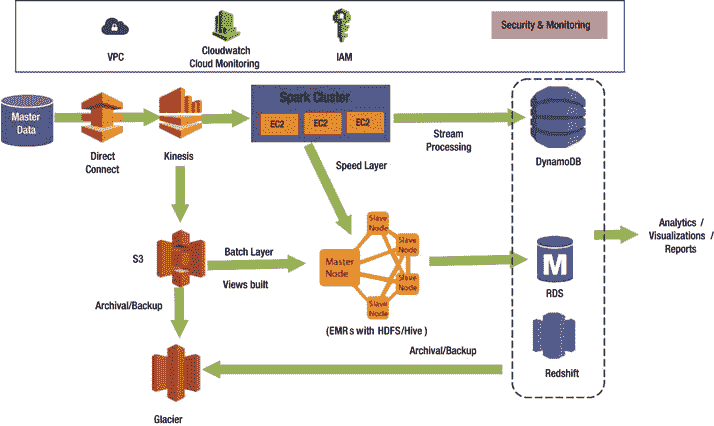 VPC
Cloudwatch
Cloud Monitoring
IAM
Security & Monitoring
Master
Data
Direct
Connect
Kinesis
Spark Cluster
EC2
EC2
EC2
Stream
Processing
DynamoDB
Speed Layer
S3
Batch Layer
Views built
Master
Node
Slave
Node
Slave
Node
Slave
Node
Slave
Node
(EMRs with HDFS/Hive )
M
RDS
Analytics /
Visualizations /
Reports
Archival/Backup
Archival/Backup
Redshift
Glacier